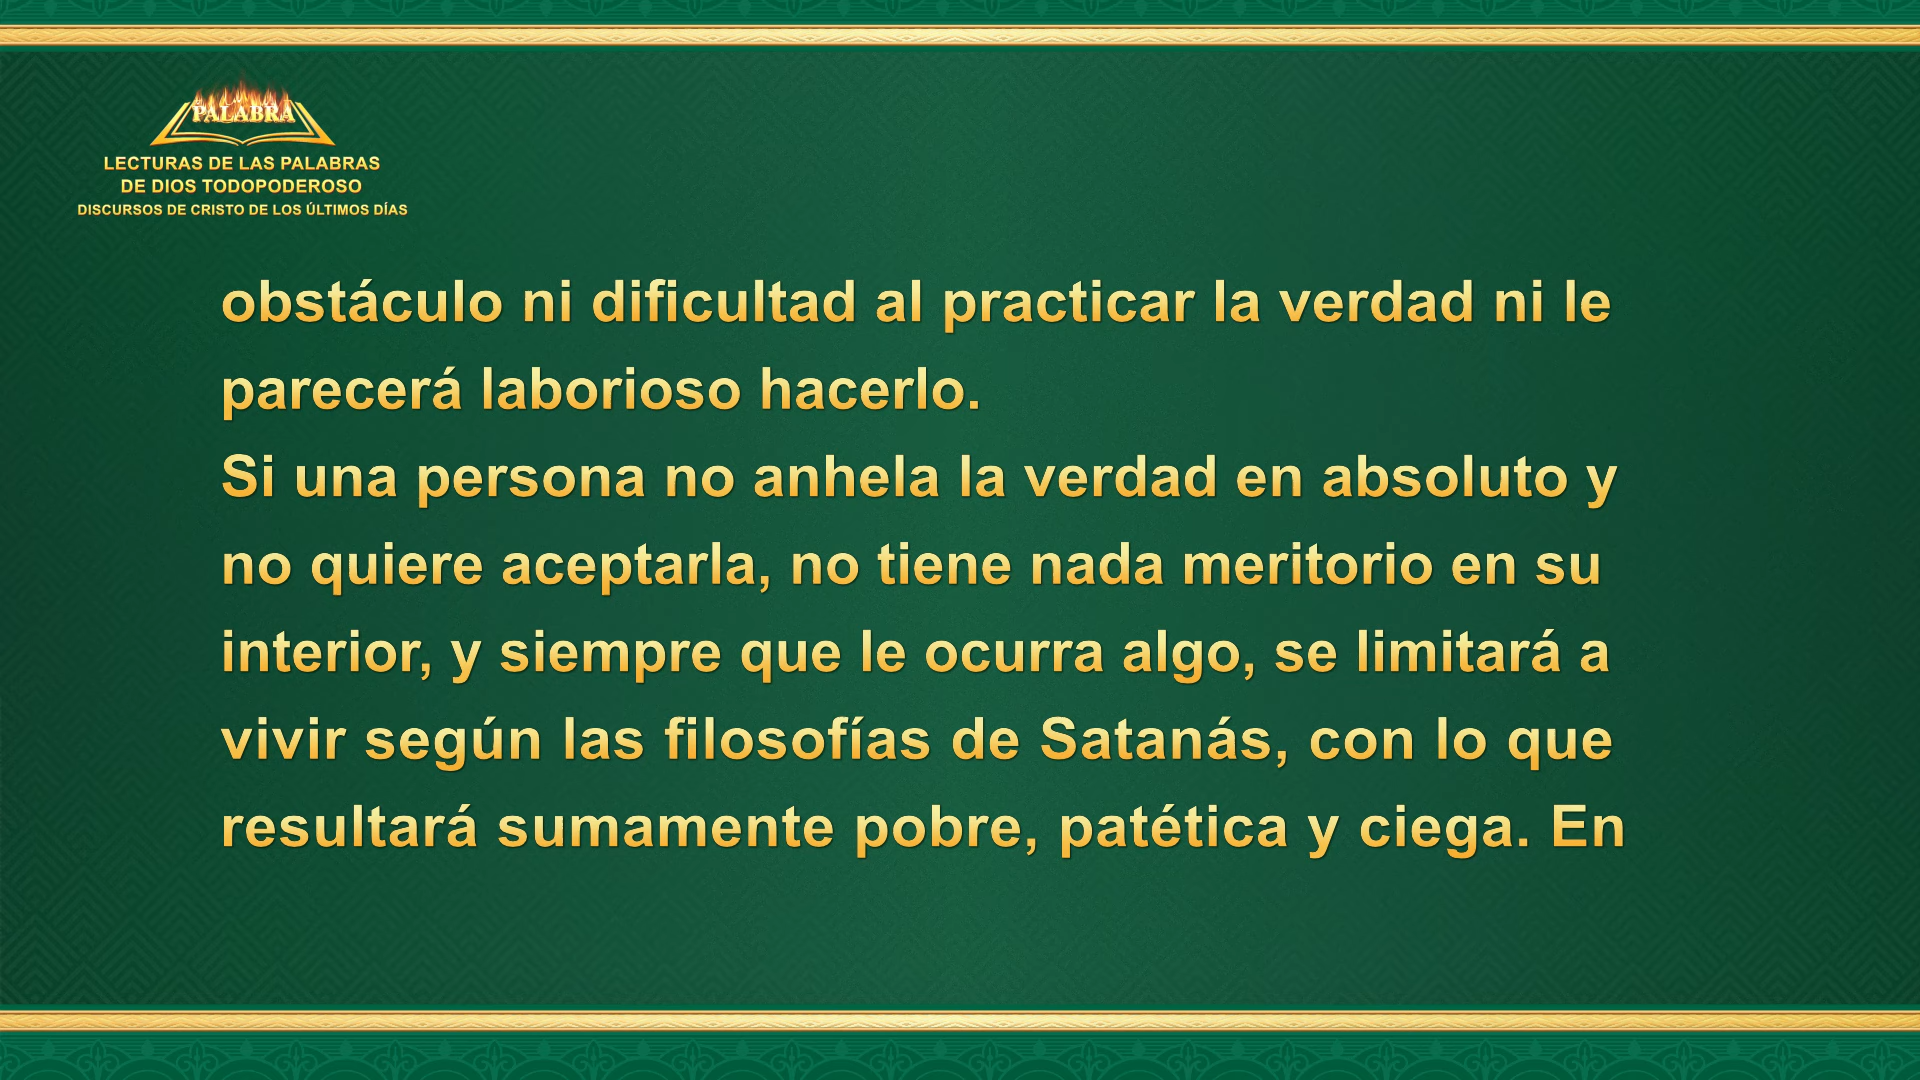 PALABRA
LECTURAS DE LAS PALABRAS
DE DIOS TODOPODEROSO
DISCURSOS DE CRISTO DE LOS ÚLTIMOS DÍAS
obstáculo ni dificultad al practicar la verdad ni le
parecerá laborioso hacerlo.
Si una persona no anhela la verdad en absoluto y
no quiere aceptarla, no tiene nada meritorio en su
interior, y siempre que le ocurra algo, se limitará a
vivir según las filosofías de Satanás, con lo que
resultará sumamente pobre, patética y ciega. En